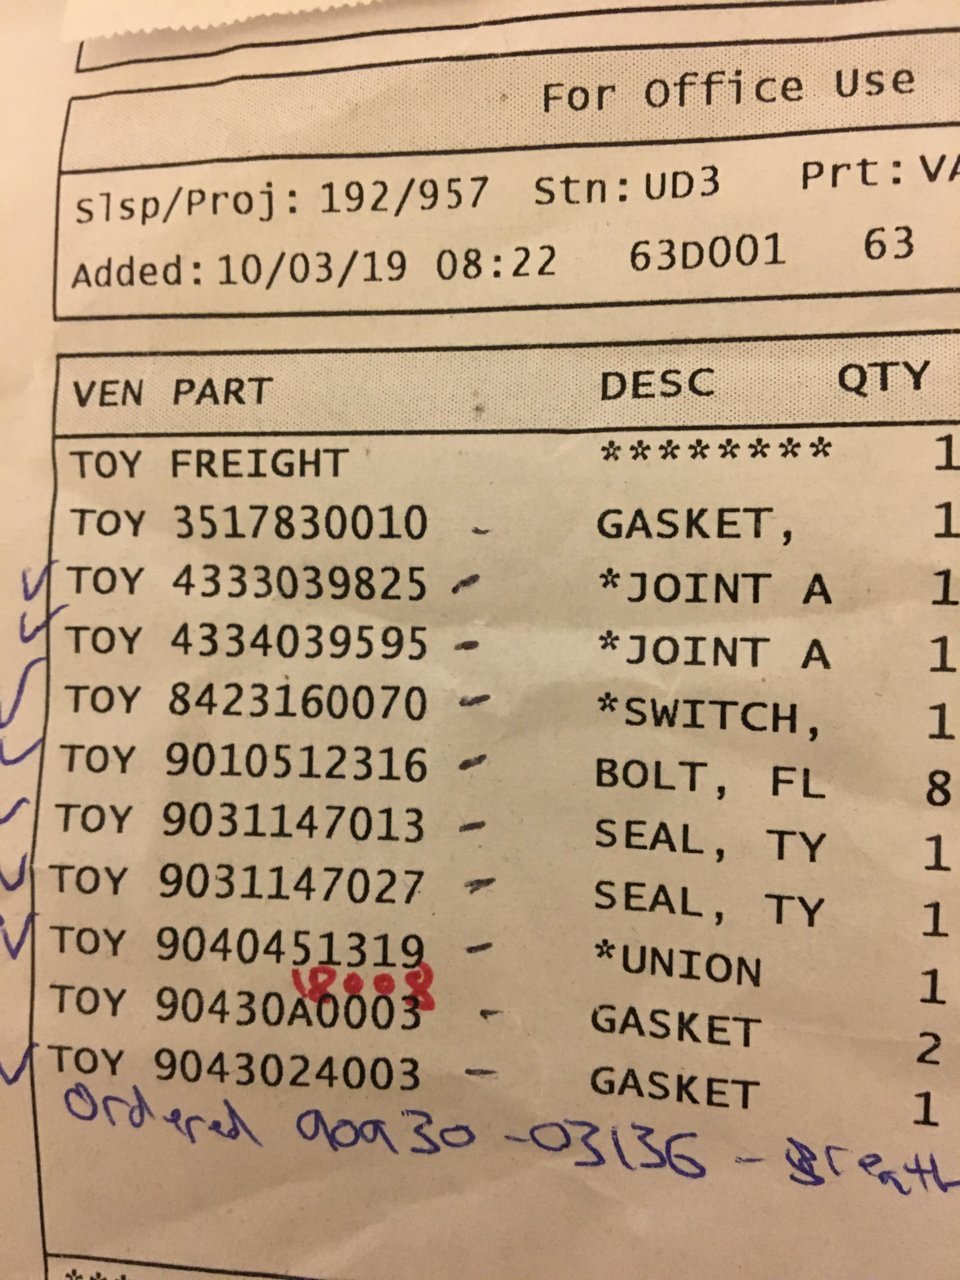 For Office Use
Slsp/Proj: 192/957 Stn: UD3 Prt: VA
Added: 10/03/19 08:22 63D001 63
VEN PART DESC QTY
TOY FREIGHT ******** 1
TOY 3517830010 - GASKET, 1
TOY 4333039825 - *JOINT A 1
TOY 4334039595 - *JOINT A 1
TOY 8423160070 - *SWITCH, 1
TOY 9010512316 - BOLT, FL 8
TOY 9031147013 - SEAL, TY 1
TOY 9031147027 - SEAL, TY 1
TOY 9040451319 - *UNION 1
18008
TOY 90430A0003 - GASKET 2
TOY 9043024003 - GASKET 1
Ordered 90930-03136 - Breath
***